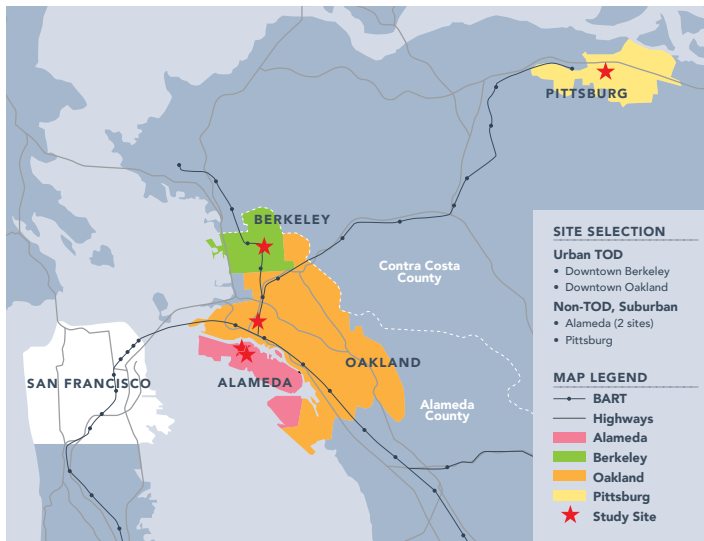 PITTSBURG
BERKELEY
Contra Costa
County
SAN FRANCISCO
ALAMEDA
OAKLAND
Alameda
County
SITE SELECTION
Urban TOD
• Downtown Berkeley
• Downtown Oakland
Non-TOD, Suburban
• Alameda (2 sites)
• Pittsburg
MAP LEGEND
BART
Highways
Alameda
Berkeley
Oakland
Pittsburg
Study Site